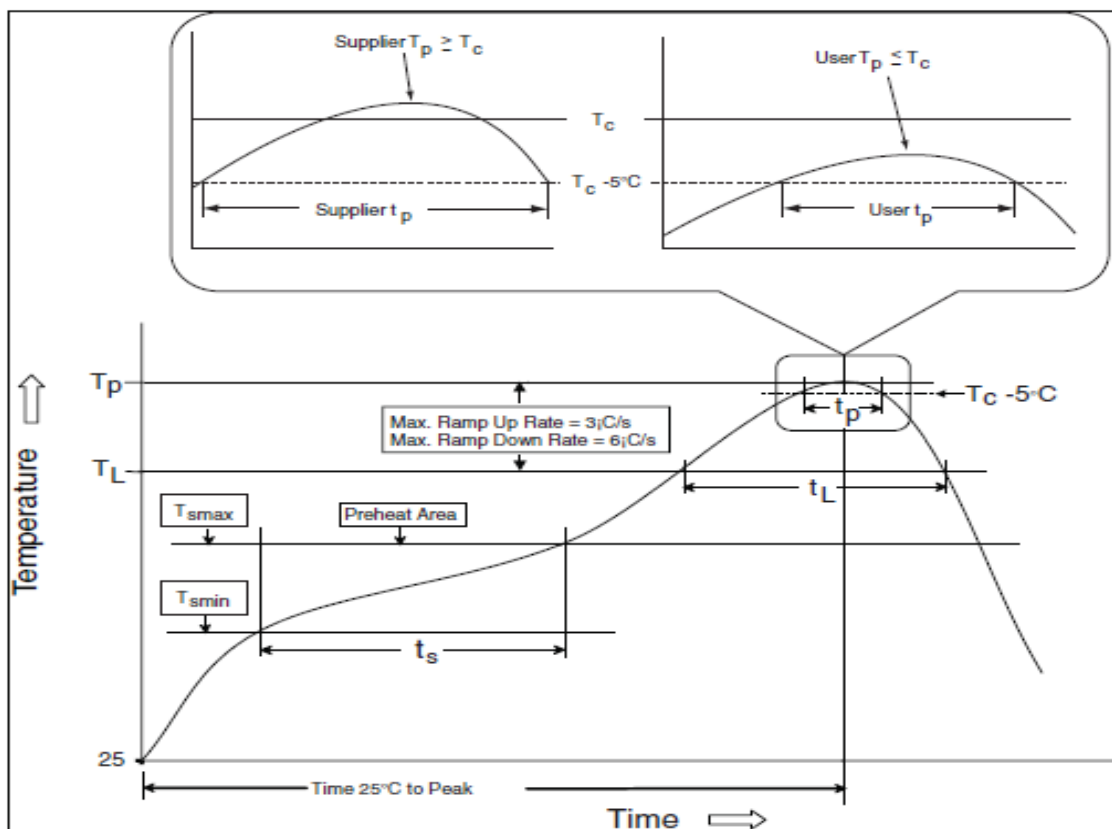 Supplier Tp ≥ Tc
User Tp ≤ Tc
Tc
Tc -5°C
Supplier tp
User tp
Tp
Tc -5°C
tp
Max. Ramp Up Rate = 3¡C/s
Max. Ramp Down Rate = 6¡C/s
TL
tL
Tsmax
Preheat Area
Tsmin
ts
Temperature
25
Time 25°C to Peak
Time